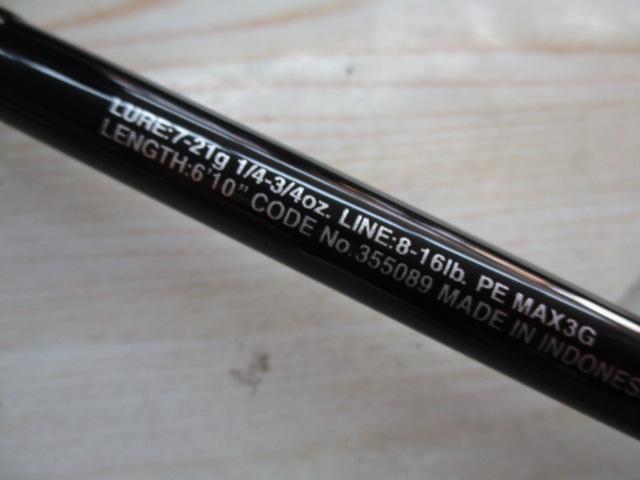 LURE:7-21g 1/4-3/4oz. LINE:8-16lb. PE MAX3G
LENGTH:6'10" CODE No.355089 MADE IN INDONES